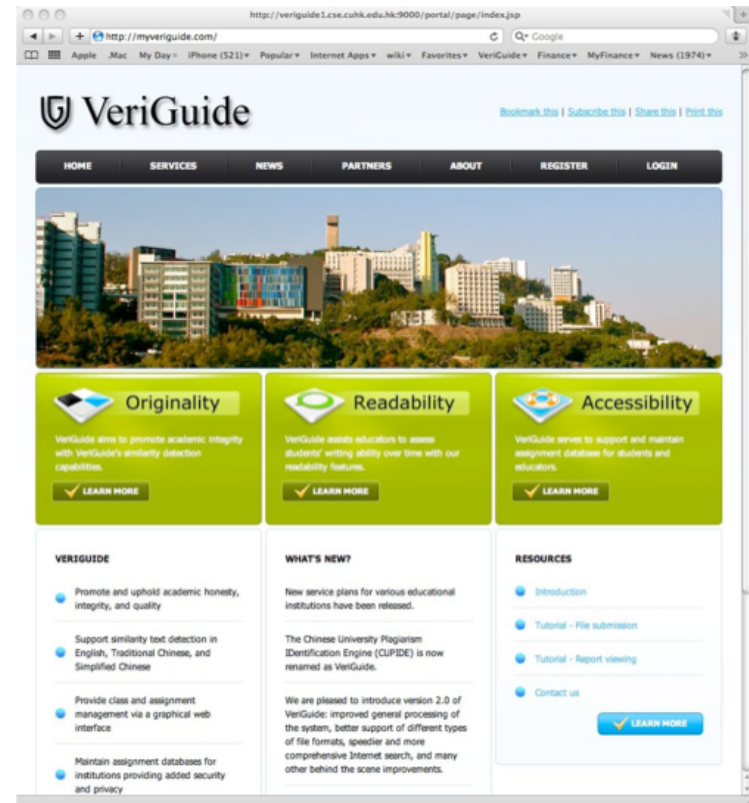 http://veriguide1.cse.cuhk.edu.hk:9000/portal/page/index.jsp
http://myveriguide.com/
Google
Apple .Mac My Day iPhone (521) Popular Internet Apps wiki Favorites VeriGuide Finance MyFinance News (1974)
VeriGuide
Bookmark this | Subscribe this | Share this | Print this
HOME SERVICES NEWS PARTNERS ABOUT REGISTER LOGIN
Originality
VeriGuide aims to promote academic integrity
with VeriGuide's similarity detection
capabilities.
LEARN MORE
Readability
VeriGuide assists educators to assess
students' writing ability over time with our
readability features.
LEARN MORE
Accessibility
VeriGuide serves to support and maintain
assignment database for students and
educators.
LEARN MORE
VERIGUIDE
Promote and uphold academic honesty,
integrity, and quality
Support similarity text detection in
English, Traditional Chinese, and
Simplified Chinese
Provide class and assignment
management via a graphical web
interface
Maintain assignment databases for
institutions providing added security
and privacy
WHAT'S NEW?
New service plans for various educational
institutions have been released.
The Chinese University Plagiarism
IDentification Engine (CUPIDE) is now
renamed as VeriGuide.
We are pleased to introduce version 2.0 of
VeriGuide: improved general processing of
the system, better support of different types
of file formats, speedier and more
comprehensive Internet search, and many
other behind the scene improvements.
RESOURCES
Introduction
Tutorial - File submission
Tutorial - Report viewing
Contact us
LEARN MORE